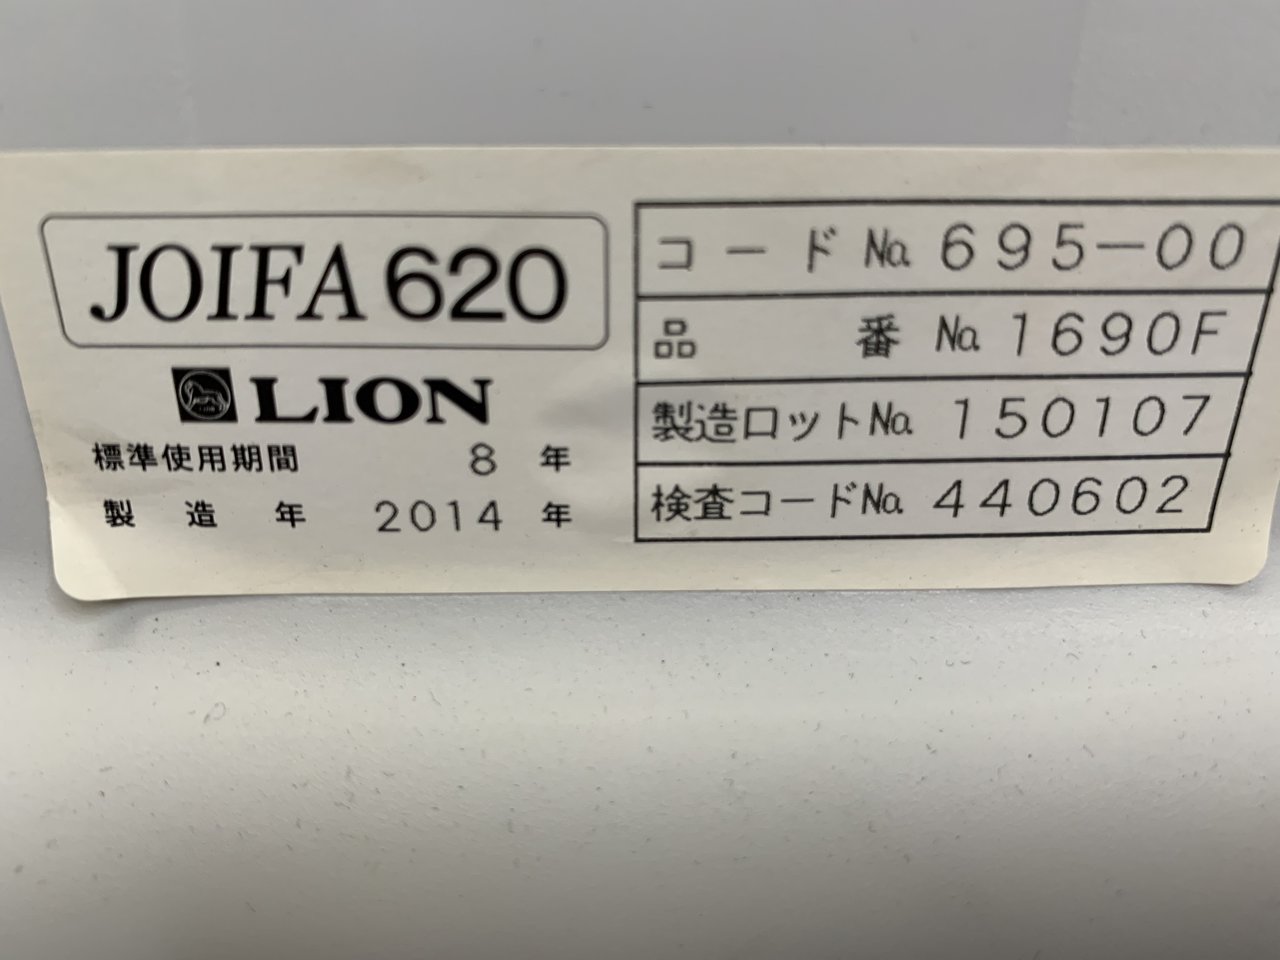 JOIFA 620
LION
標準使用期間 8 年
製造年 2014 年
コードNo. 695-00
品番 No. 1690F
製造ロットNo. 150107
検査コードNo. 440602